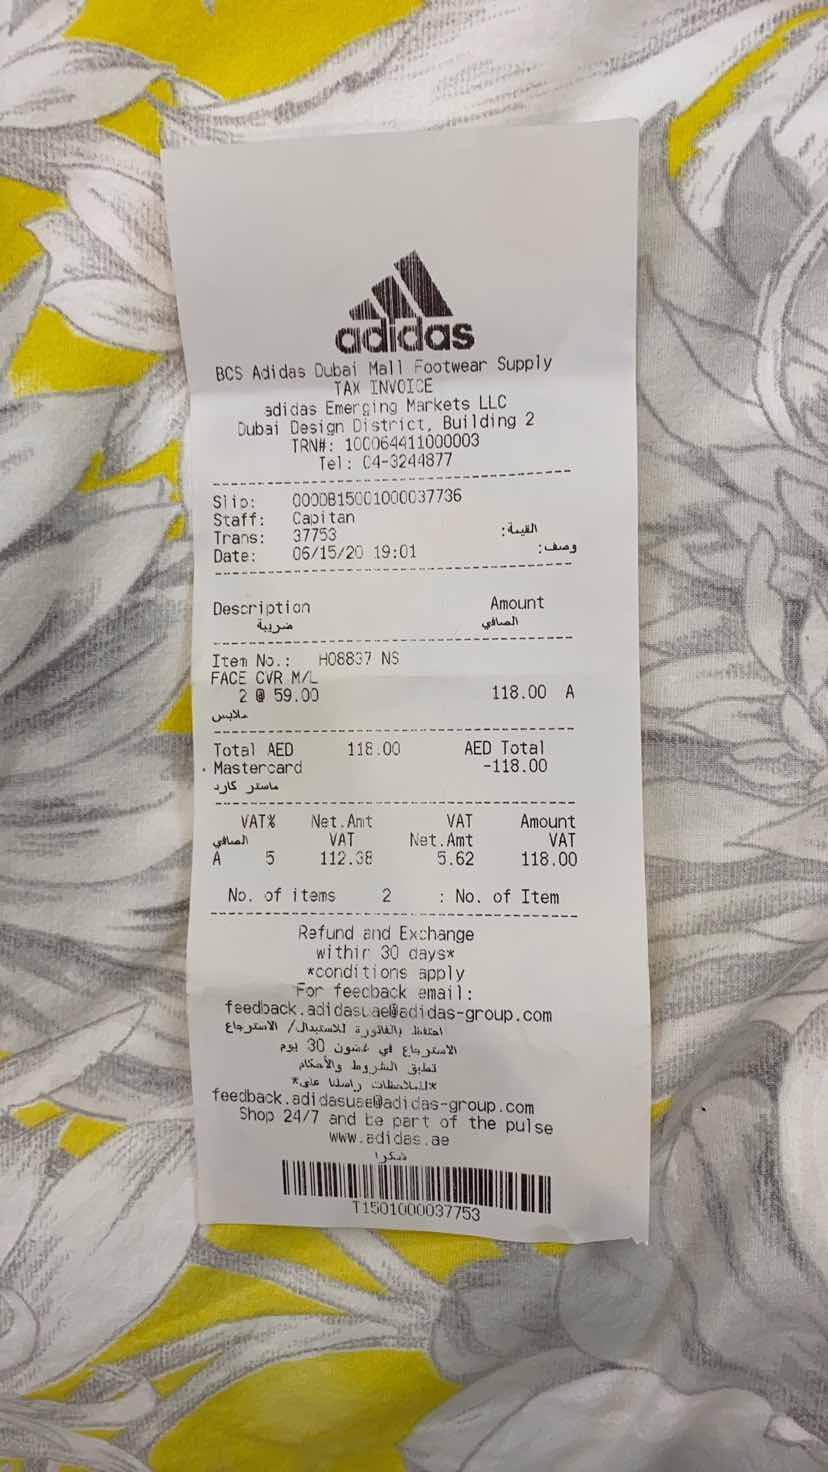 adidas
BCS Adidas Dubai Mall Footwear Supply
TAX INVOICE
adidas Emerging Markets LLC
Dubai Design District, Building 2
TRN#: 100064411000003
Tel: 04-3244877
Slip: 0000815001000037736
Staff: Capitan
Trans: 37753 القيمة:
Date: 06/15/20 19:01 وصف:
Description Amount
ضريبة الصافي
Item No.: H08837 NS
FACE CVR M/L
2 @ 59.00 118.00 A
ملابس
Total AED 118.00 AED Total
Mastercard -118.00
ماستر كارد
VAT% Net.Amt VAT Amount
الصافي VAT Net.Amt VAT
A 5 112.38 5.62 118.00
No. of items 2 : No. of Item
Refund and Exchange
within 30 days*
*conditions apply
For feedback email:
feedback.adidasuae@adidas-group.com
احتفظ بالفاتورة للاستبدال/ الاسترجاع
الاسترجاع في غضون 30 يوم
تطبق الشروط والأحكام
*للملاحظات راسلنا على*
feedback.adidasuae@adidas-group.com
Shop 24/7 and be part of the pulse
www.adidas.ae
شكرا
T1501000037753